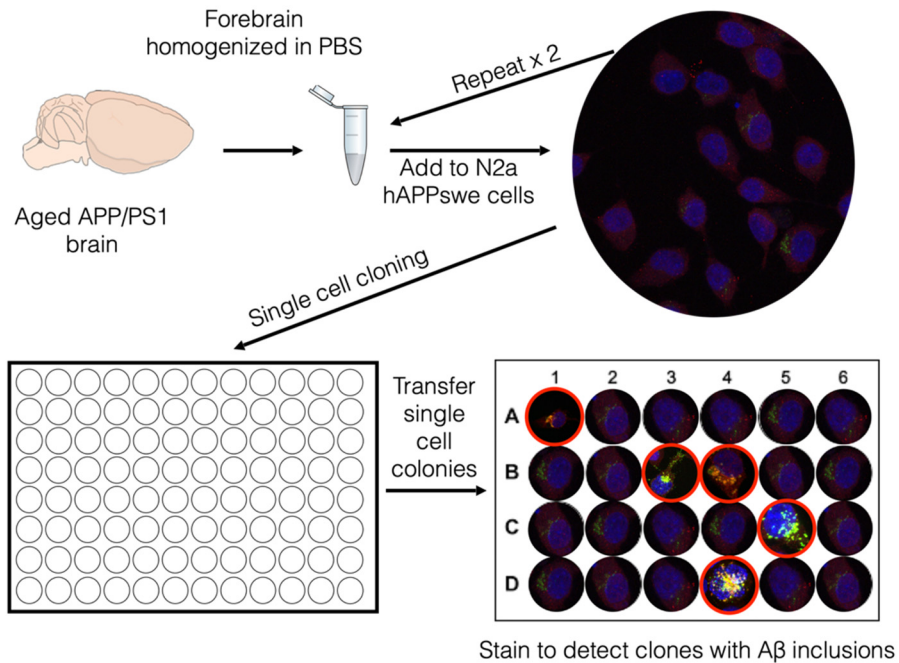 Forebrain
homogenized in PBS
Repeat x 2
Add to N2a
hAPPswe cells
Aged APP/PS1
brain
Single cell cloning
Transfer
single
cell
colonies
1 2 3 4 5 6
A
B
C
D
Stain to detect clones with Aβ inclusions